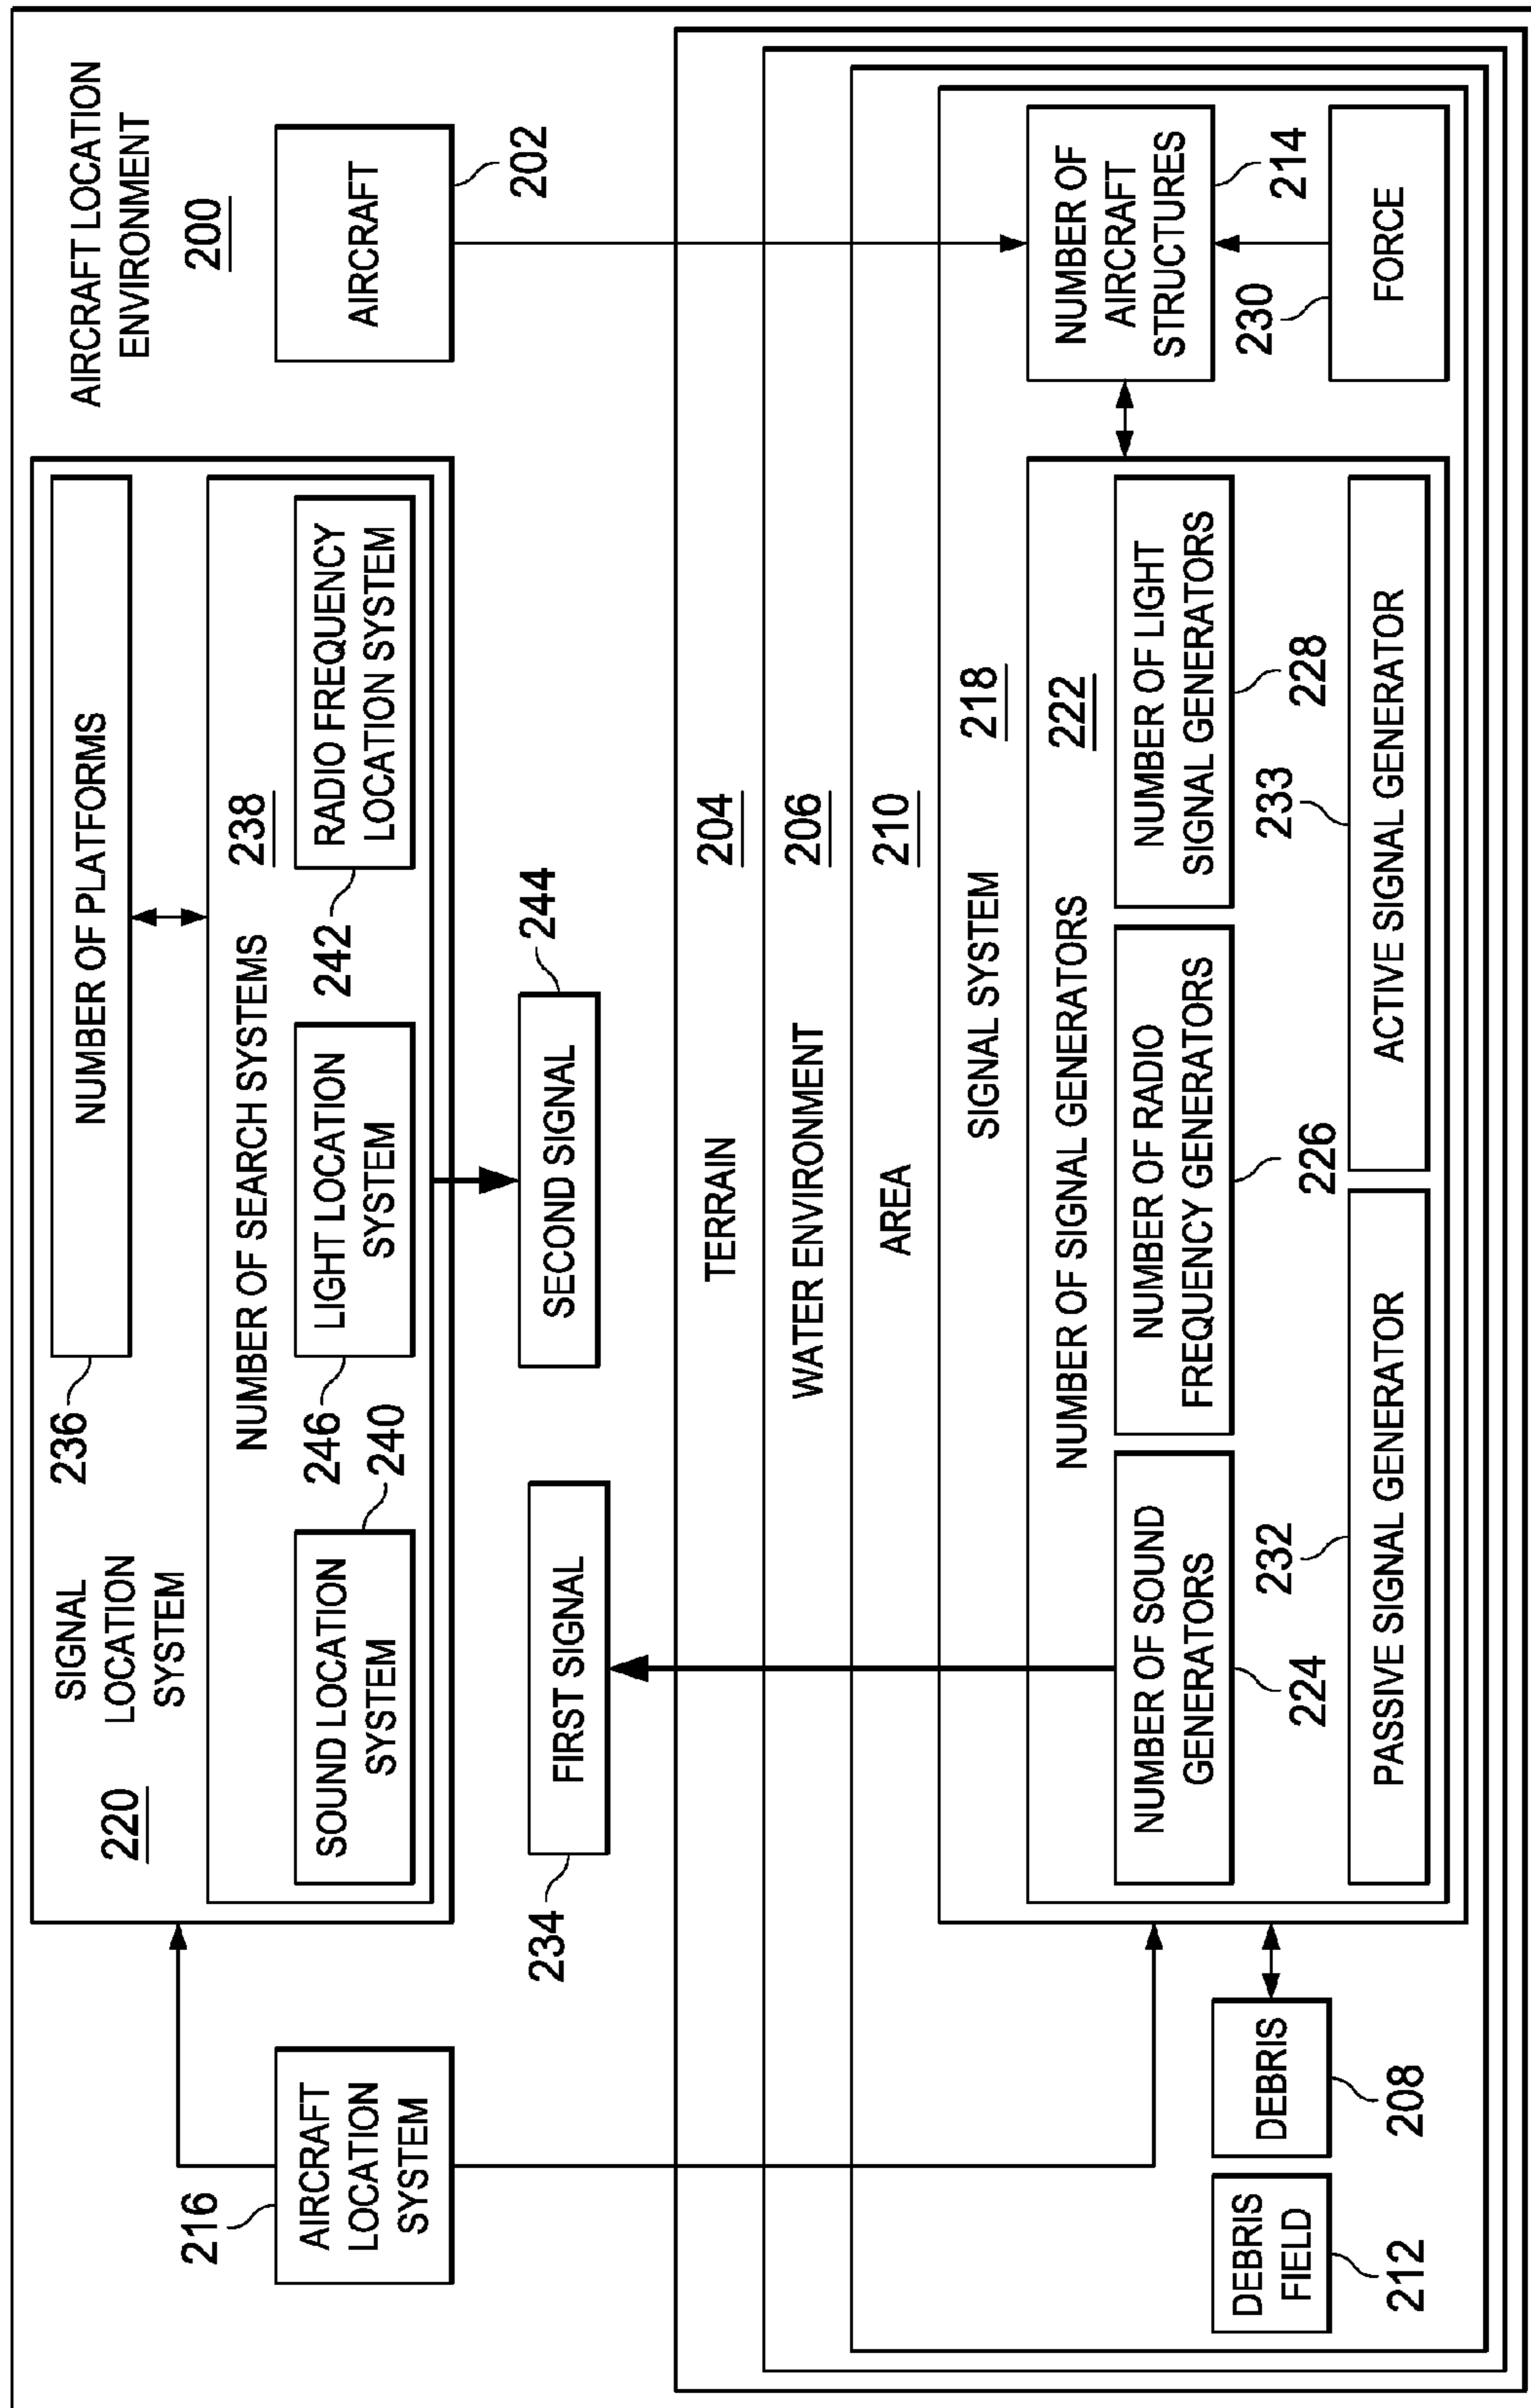 AIRCRAFT LOCATION
ENVIRONMENT
200
SIGNAL
LOCATION
SYSTEM
220
236
NUMBER OF PLATFORMS
NUMBER OF SEARCH SYSTEMS
238
SOUND LOCATION
SYSTEM
240
246
LIGHT LOCATION
SYSTEM
242
RADIO FREQUENCY
LOCATION SYSTEM
216
AIRCRAFT
LOCATION
SYSTEM
AIRCRAFT
202
234
FIRST SIGNAL
SECOND SIGNAL
244
TERRAIN
204
WATER ENVIRONMENT
206
AREA
210
SIGNAL SYSTEM
218
NUMBER OF SIGNAL GENERATORS
222
NUMBER OF SOUND
GENERATORS
224
NUMBER OF RADIO
FREQUENCY GENERATORS
226
NUMBER OF LIGHT
SIGNAL GENERATORS
228
232
PASSIVE SIGNAL GENERATOR
233
ACTIVE SIGNAL GENERATOR
NUMBER OF
AIRCRAFT
STRUCTURES
214
230
FORCE
DEBRIS
FIELD
212
DEBRIS
208